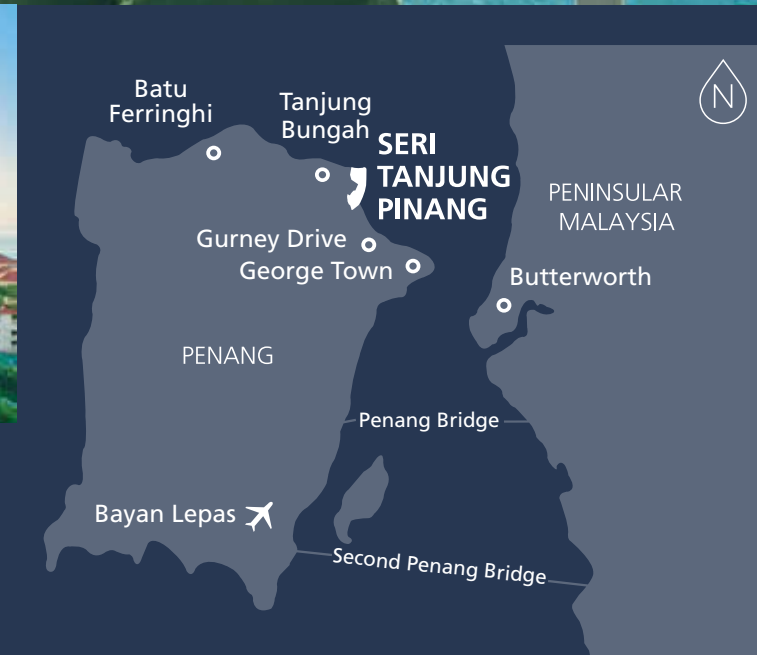 Batu
Ferringhi
Tanjung
Bungah
SERI
TANJUNG
PINANG
N
PENINSULAR
MALAYSIA
Gurney Drive
George Town
Butterworth
PENANG
Penang Bridge
Bayan Lepas
Second Penang Bridge